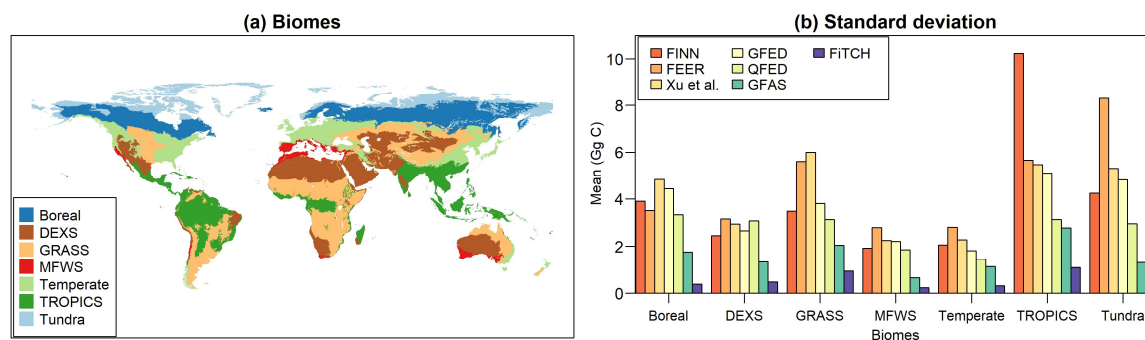 (a) Biomes
Boreal
DEXS
GRASS
MFWS
Temperate
TROPICS
Tundra
(b) Standard deviation
FINN
FEER
Xu et al.
GFED
QFED
GFAS
FiTCH
Mean (Gg C)
10
8
6
4
2
0
Boreal
DEXS
GRASS
MFWS
Temperate
TROPICS
Tundra
Biomes